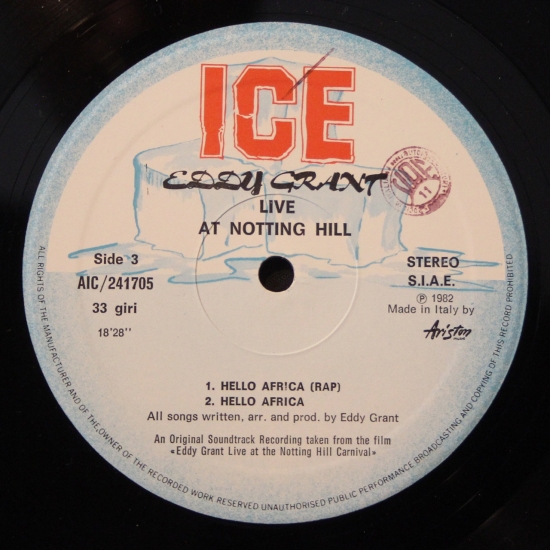 ICE
EDDY GRANT
LIVE
AT NOTTING HILL
Side 3
AIC/241705
33 giri
18'28''
STEREO
S.I.A.E.
℗ 1982
Made in Italy by
Ariston
1. HELLO AFRICA (RAP)
2. HELLO AFRICA
All songs written, arr. and prod. by Eddy Grant
An Original Soundtrack Recording taken from the film
«Eddy Grant Live at the Notting Hill Carnival»
ALL RIGHTS OF THE MANUFACTURER AND OF THE OWNER OF THE RECORDED WORK RESERVED UNAUTHORISED PUBLIC PERFORMANCE BROADCASTING AND COPYING OF THIS RECORD PROHIBITED
11